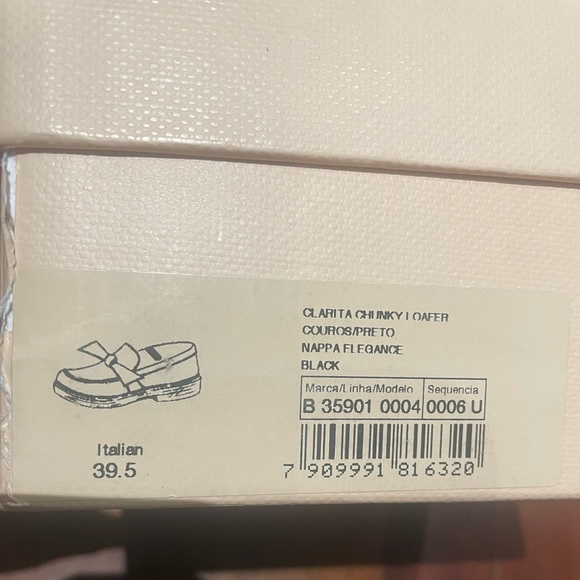 CLARITA CHUNKY LOAFER
COUROS/PRETO
NAPPA ELEGANCE
BLACK
Marca/Linha/Modelo Sequencia
B 35901 0004 0006 U
Italian
39.5
7 909991 816320